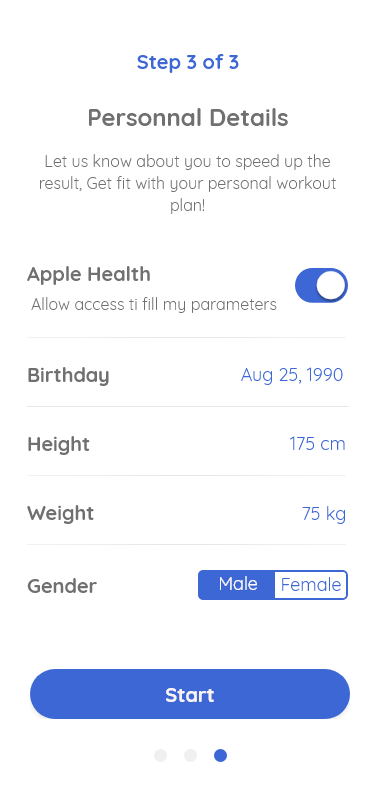 Step 3 of 3
Personnal Details
Let us know about you to speed up the
result, Get fit with your personal workout
plan!
Apple Health
Allow access ti fill my parameters
Birthday Aug 25, 1990
Height 175 cm
Weight 75 kg
Gender Male Female
Start